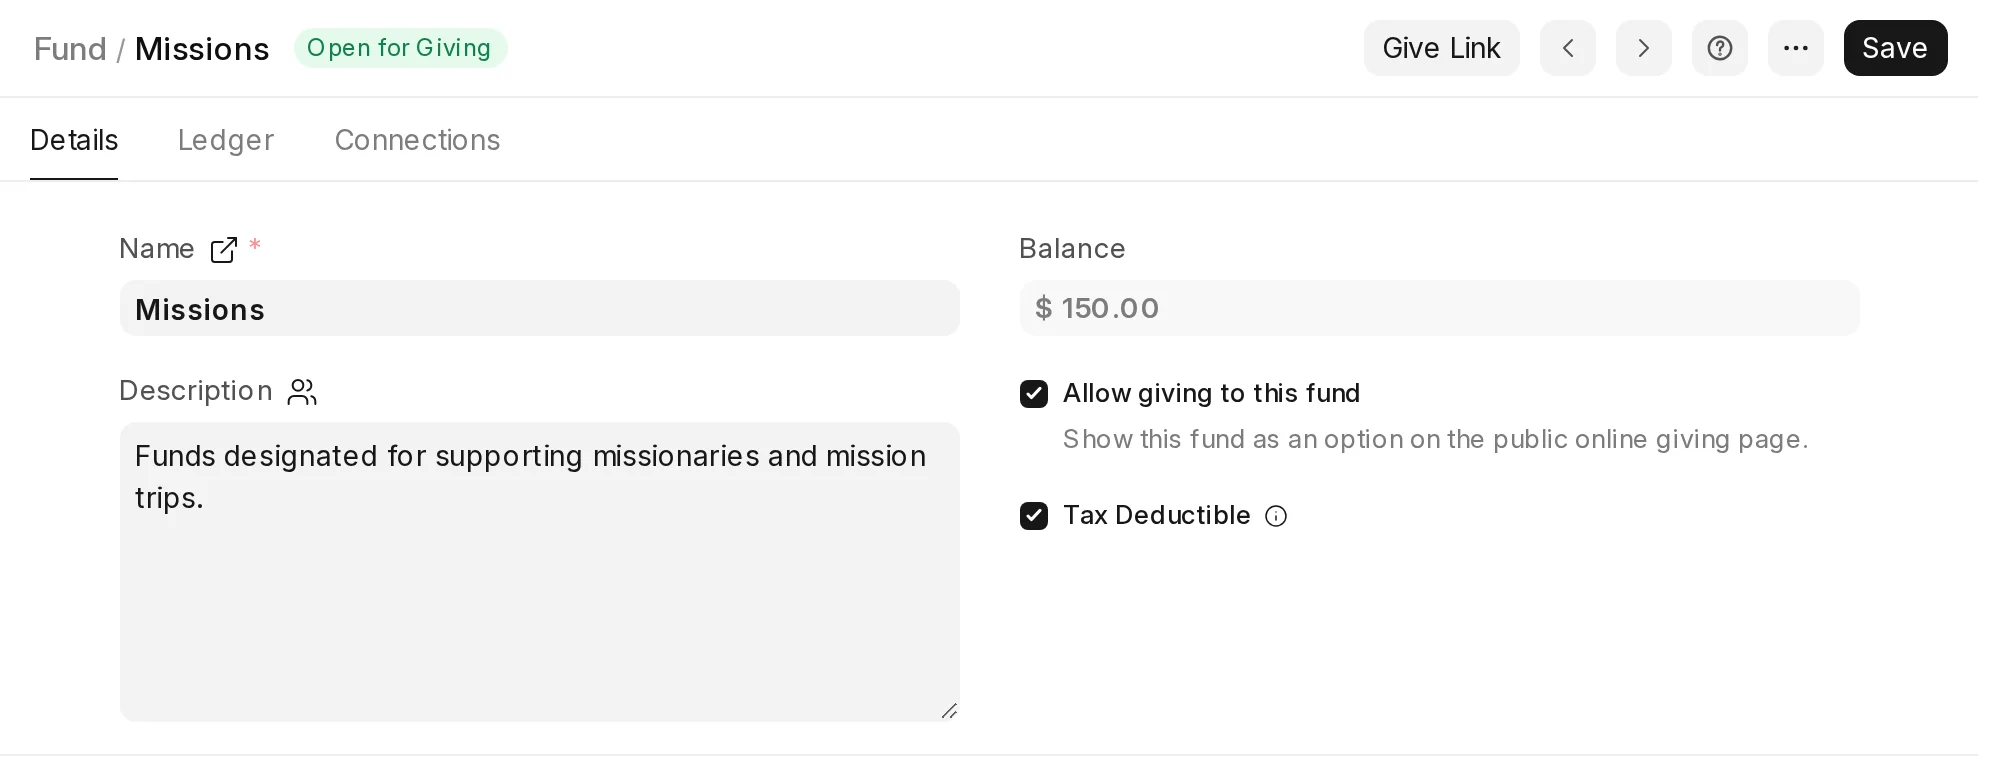 Fund / Missions Open for Giving Give Link Save
Details Ledger Connections
Name *
Missions
Description
Funds designated for supporting missionaries and mission
trips.
Balance
$ 150.00
Allow giving to this fund
Show this fund as an option on the public online giving page.
Tax Deductible